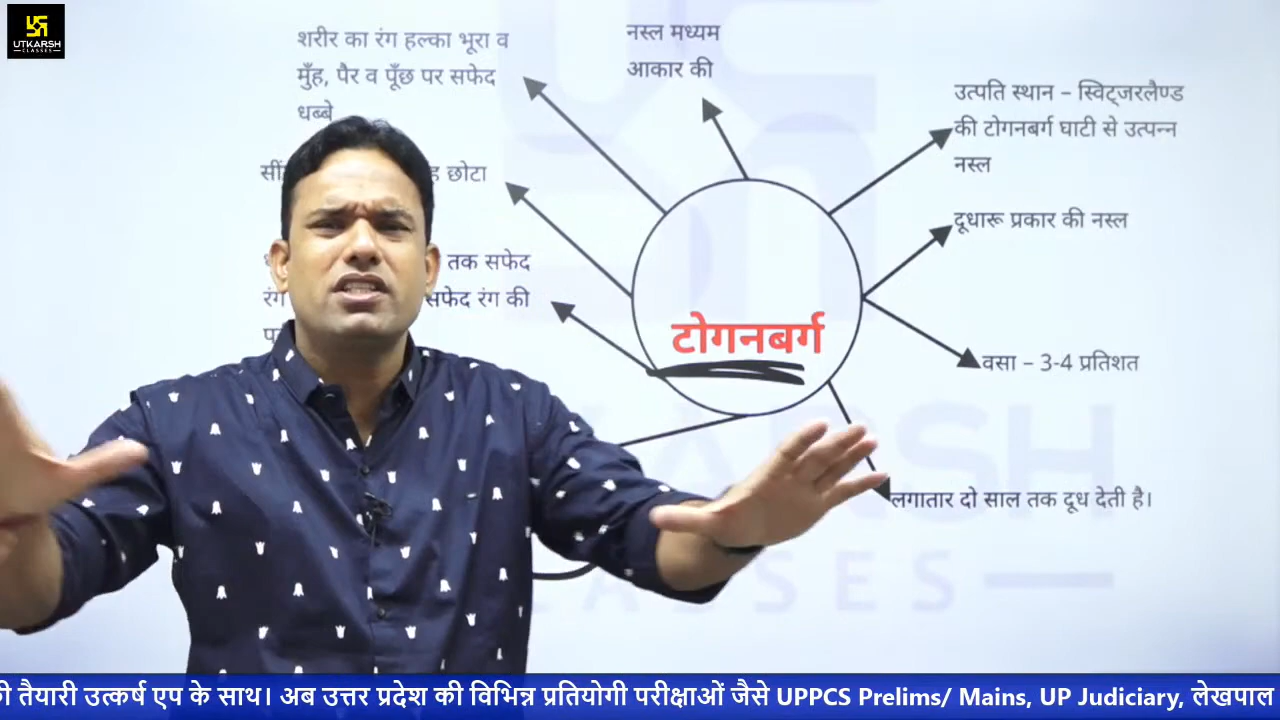 UTKARSH
CLASSES
शरीर का रंग हल्का भूरा व
मुँह, पैर व पूँछ पर सफेद
धब्बे
छोटा
तक सफेद
रंग
सफेद रंग की
नस्ल मध्यम
आकार की
उत्पति स्थान – स्विट्जरलैण्ड
की टोगनबर्ग घाटी से उत्पन्न
नस्ल
दूधारू प्रकार की नस्ल
टोगनबर्ग
वसा – 3-4 प्रतिशत
लगातार दो साल तक दूध देती है।
की तैयारी उत्कर्ष एप के साथ। अब उत्तर प्रदेश की विभिन्न प्रतियोगी परीक्षाओं जैसे UPPCS Prelims/ Mains, UP Judiciary, लेखपाल